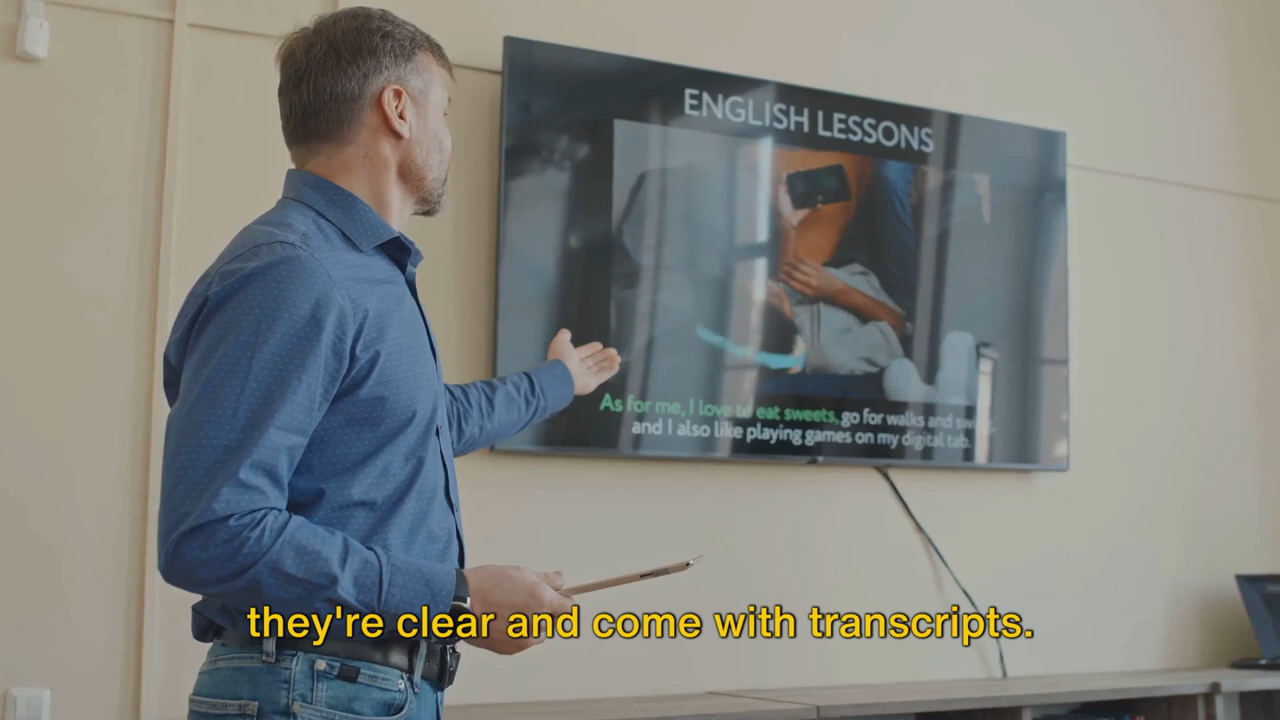 ENGLISH LESSONS
As for me, I love to eat sweets, go for walks and
and I also like playing games on my digital tab.
they're clear and come with transcripts.